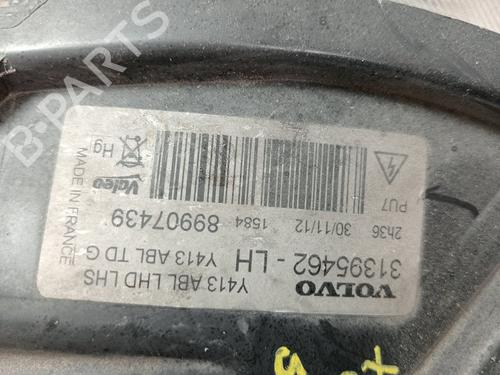 VOLVO
Y413 ABL LHD LHS
31395462 - LH Y413 ABL TD G
2h36 30/11/12 1584 89907439
PU7
Valeo
Hg
MADE IN FRANCE
B-PARTS